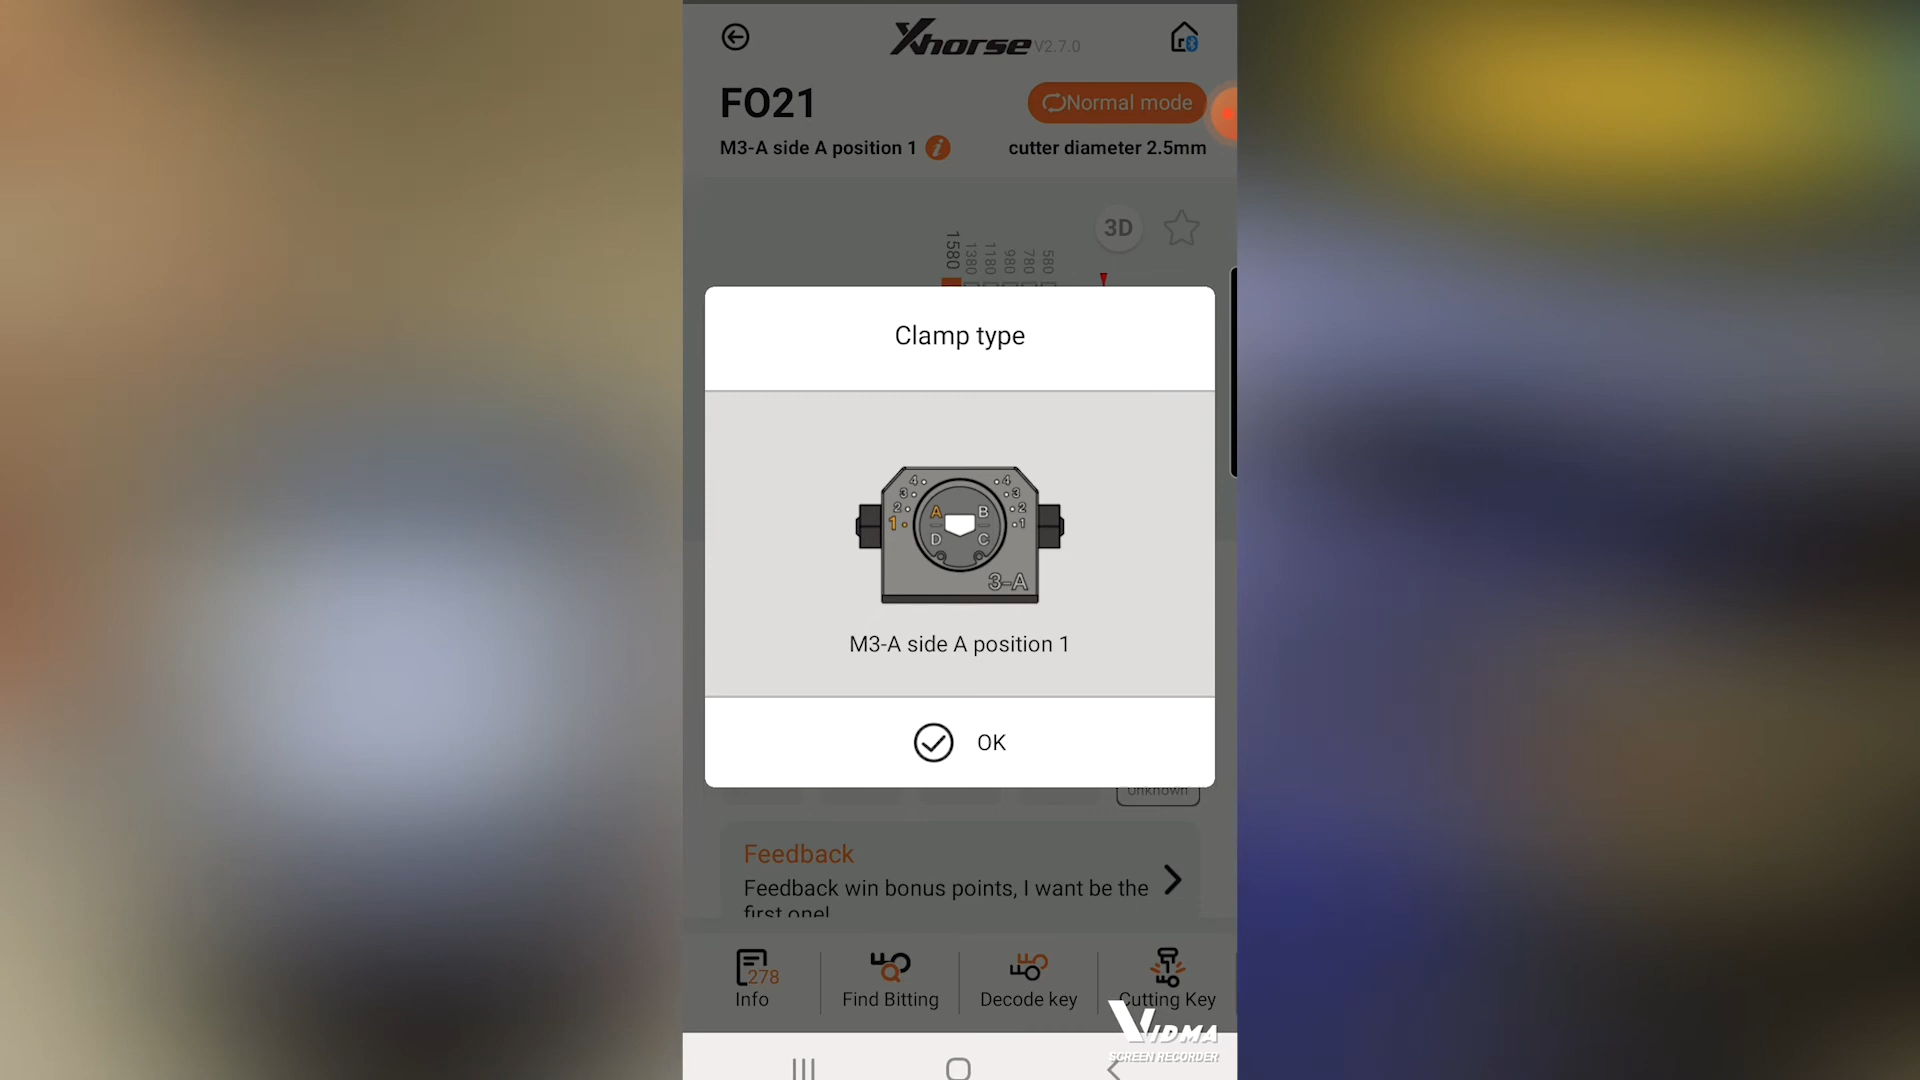 Xhorse V2.7.0
FO21
Normal mode
M3-A side A position 1
cutter diameter 2.5mm
3D
1580
1380
1180
980
780
580
Clamp type
4 4
3 3
2 2
1 1
A B
D C
3-A
M3-A side A position 1
OK
Unknown
Feedback
Feedback win bonus points, I want be the
first one!
278
Info
Find Bitting
Decode key
Cutting Key
VIDMA
SCREEN RECORDER